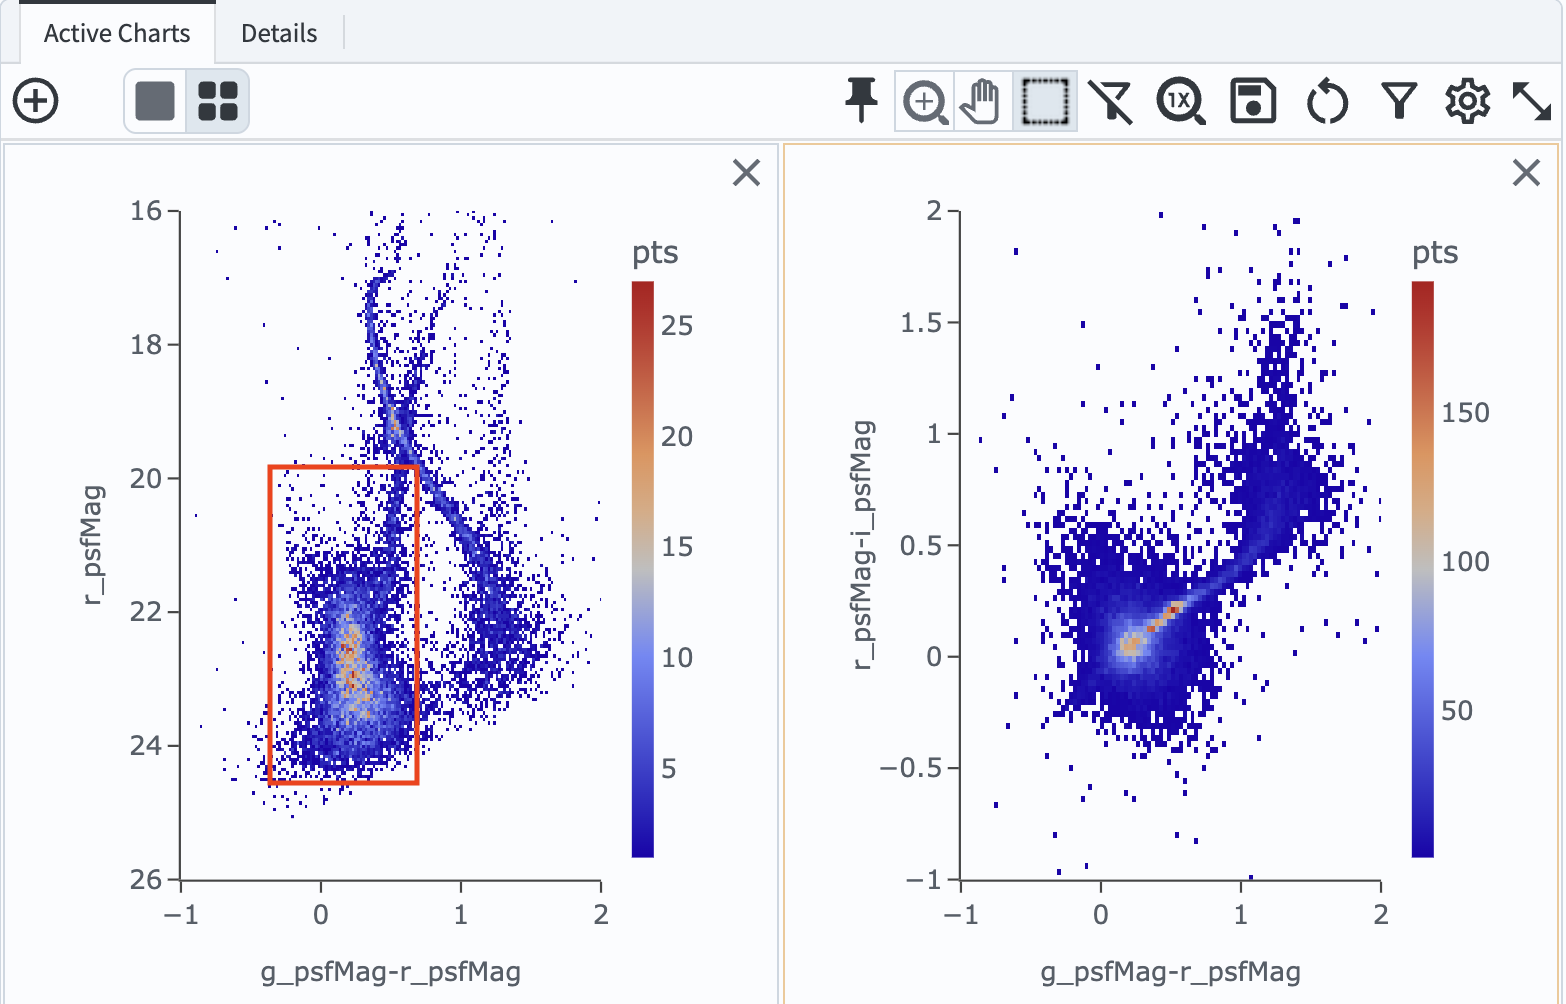 Active Charts Details
1X
16
18
20
22
24
26
r_psfMag
−1 0 1 2
g_psfMag-r_psfMag
pts
25
20
15
10
5
2
1.5
1
0.5
0
−0.5
−1
r_psfMag-i_psfMag
−1 0 1 2
g_psfMag-r_psfMag
pts
150
100
50